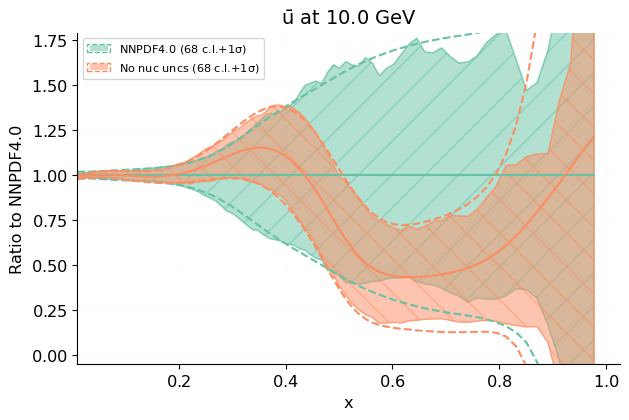 ū at 10.0 GeV
NNPDF4.0 (68 c.l.+1σ)
No nuc uncs (68 c.l.+1σ)
Ratio to NNPDF4.0
1.75
1.50
1.25
1.00
0.75
0.50
0.25
0.00
0.2 0.4 0.6 0.8 1.0
x